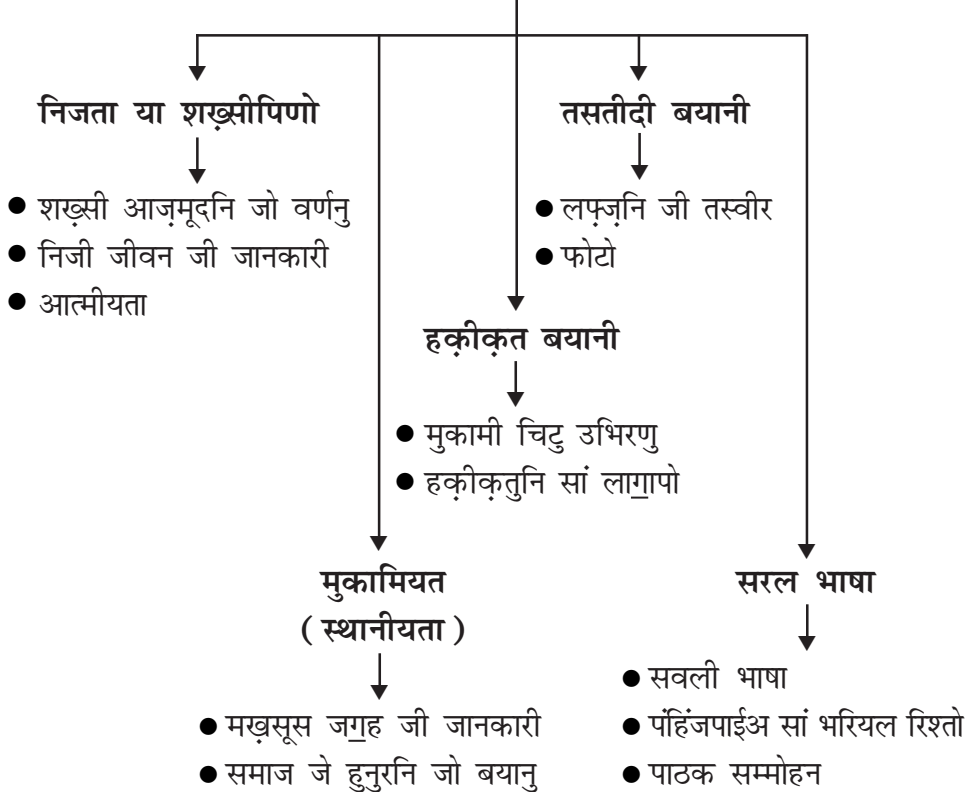 निजता या शख़्सीपिणो
● शख़्सी आज़मूदनि जो वर्णनु
● निजी जीवन जी जानकारी
● आत्मीयता
तसतीदी बयानी
● लफ़्ज़नि जी तस्वीर
● फोटो
हक़ीक़त बयानी
● मुकामी चिटु उभिरणु
● हक़ीक़तुनि सां लाग॒ापो
मुकामियत
( स्थानीयता )
● मख़सूस जग॒ह जी जानकारी
● समाज जे हुनुरनि जो बयानु
सरल भाषा
● सवली भाषा
● पंहिंजपाईअ सां भरियल रिश्तो
● पाठक सम्मोहन